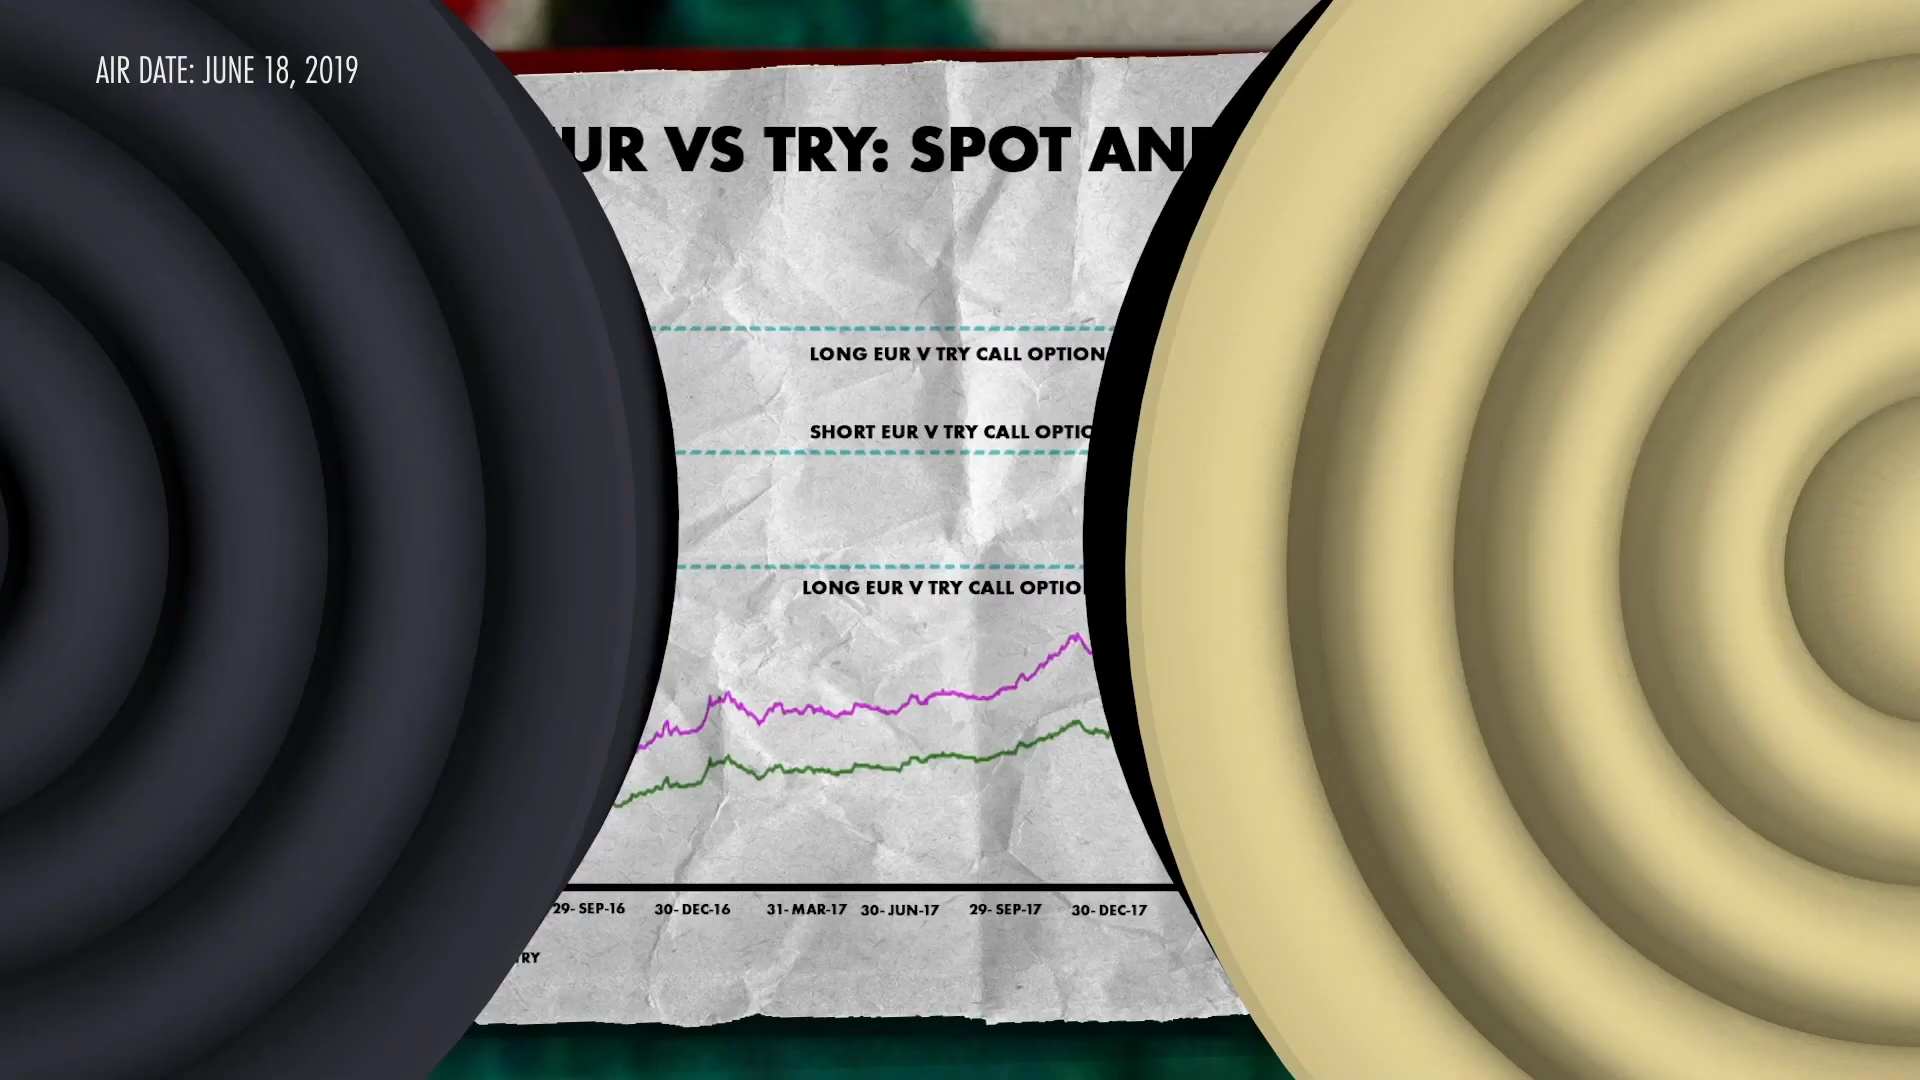 AIR DATE: JUNE 18, 2019
UR VS TRY: SPOT AN
LONG EUR V TRY CALL OPTION
SHORT EUR V TRY CALL OPTIO
LONG EUR V TRY CALL OPTIO
29- SEP-16 30- DEC-16 31- MAR-17 30- JUN-17 29- SEP-17 30- DEC-17
TRY